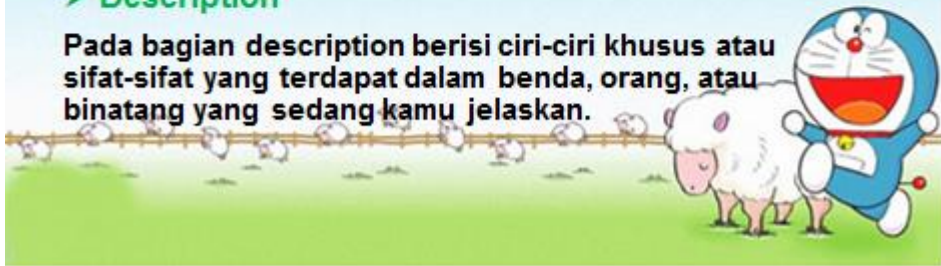 Description
Pada bagian description berisi ciri-ciri khusus atau
sifat-sifat yang terdapat dalam benda, orang, atau
binatang yang sedang kamu jelaskan.